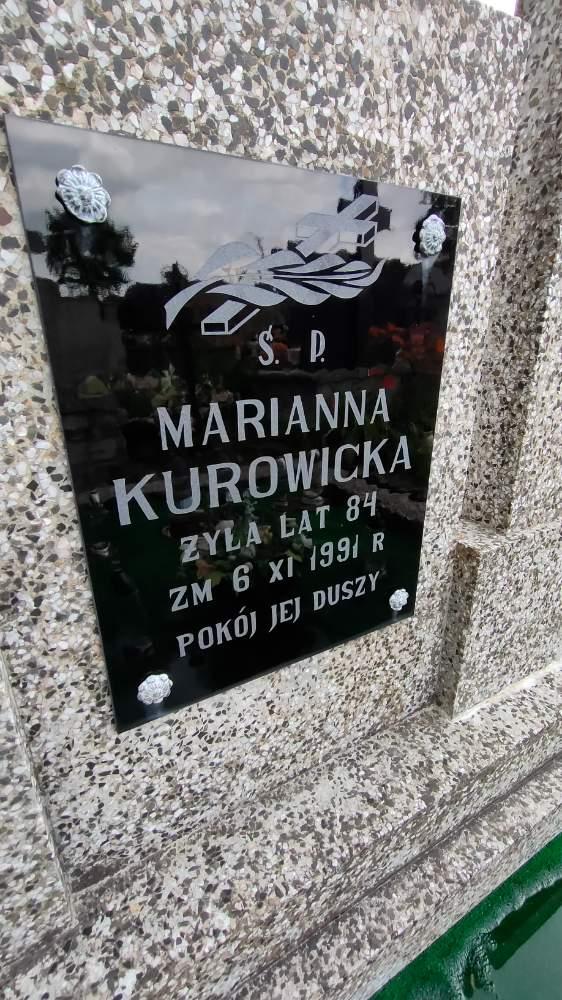 Ś. P.
MARIANNA
KUROWICKA
ŻYŁA LAT 84
ZM 6 XI 1991 R
POKÓJ JEJ DUSZY